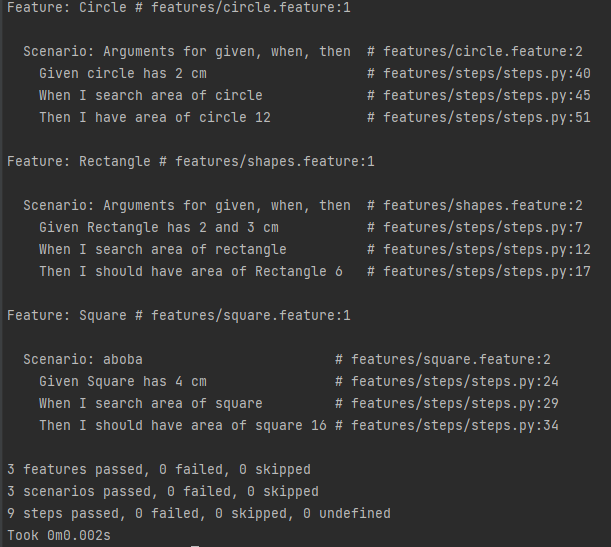 Feature: Circle # features/circle.feature:1
Scenario: Arguments for given, when, then # features/circle.feature:2
Given circle has 2 cm # features/steps/steps.py:40
When I search area of circle # features/steps/steps.py:45
Then I have area of circle 12 # features/steps/steps.py:51
Feature: Rectangle # features/shapes.feature:1
Scenario: Arguments for given, when, then # features/shapes.feature:2
Given Rectangle has 2 and 3 cm # features/steps/steps.py:7
When I search area of rectangle # features/steps/steps.py:12
Then I should have area of Rectangle 6 # features/steps/steps.py:17
Feature: Square # features/square.feature:1
Scenario: aboba # features/square.feature:2
Given Square has 4 cm # features/steps/steps.py:24
When I search area of square # features/steps/steps.py:29
Then I should have area of square 16 # features/steps/steps.py:34
3 features passed, 0 failed, 0 skipped
3 scenarios passed, 0 failed, 0 skipped
9 steps passed, 0 failed, 0 skipped, 0 undefined
Took 0m0.002s